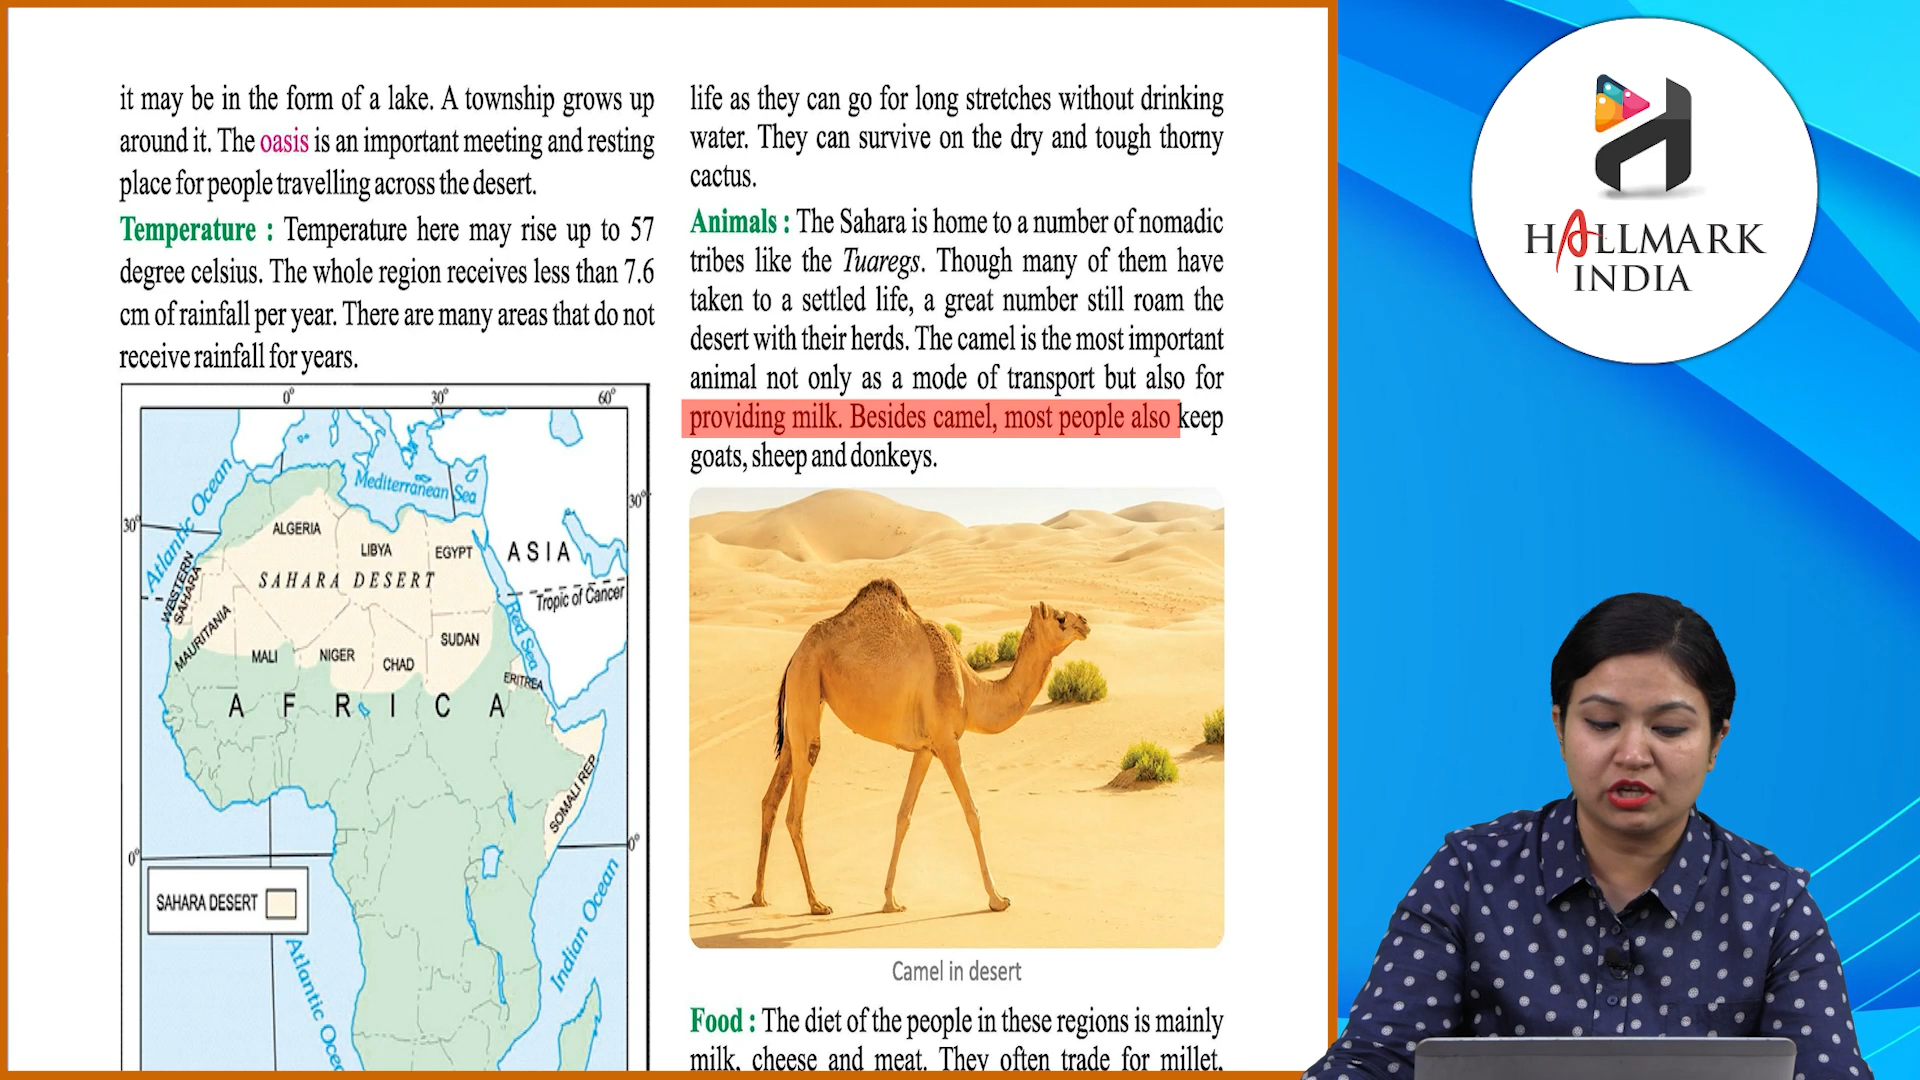 it may be in the form of a lake. A township grows up
around it. The oasis is an important meeting and resting
place for people travelling across the desert.
Temperature : Temperature here may rise up to 57
degree celsius. The whole region receives less than 7.6
cm of rainfall per year. There are many areas that do not
receive rainfall for years.
0°
30°
60°
Mediterranean Sea
Atlantic Ocean
30°
30°
ALGERIA
LIBYA
EGYPT
ASIA
SAHARA DESERT
WESTERN
SAHARA
Tropic of Cancer
MAURITANIA
Red Sea
SUDAN
MALI
NIGER
CHAD
ERITREA
AFRICA
SOMALI REP
0°
0°
SAHARA DESERT
Indian Ocean
Atlantic
life as they can go for long stretches without drinking
water. They can survive on the dry and tough thorny
cactus.
Animals : The Sahara is home to a number of nomadic
tribes like the Tuaregs. Though many of them have
taken to a settled life, a great number still roam the
desert with their herds. The camel is the most important
animal not only as a mode of transport but also for
providing milk. Besides camel, most people also keep
goats, sheep and donkeys.
Camel in desert
Food : The diet of the people in these regions is mainly
milk, cheese and meat. They often trade for millet,
HALLMARK
INDIA